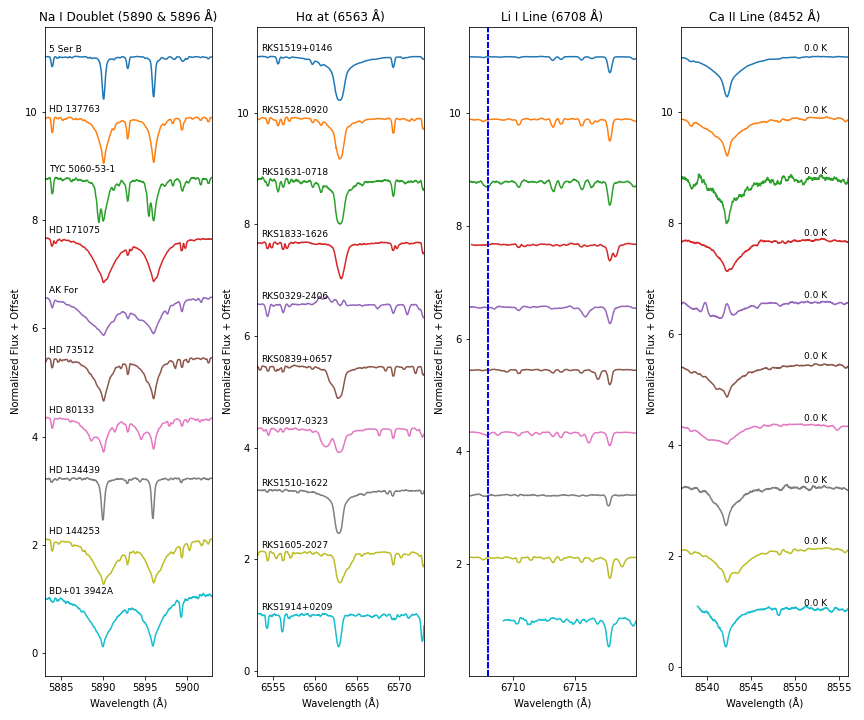 Na I Doublet (5890 & 5896 Å)
Hα at (6563) Å)
Li I Line (6708 Å)
Ca II Line (8452 Å)
Normalized Flux + Offset
10
8
6
4
2
0
5 Ser B
HD 137763
TYC 5060-53-1
HD 171075
AK For
HD 73512
HD 80133
HD 134439
HD 144253
BD+01 3942A
5885
5890
5895
5900
Wavelength (Å)
Normalized Flux + Offset
10
8
6
4
2
0
RKS1519+0146
RKS1528-0920
RKS1631-0718
RKS1833-1626
RKS0329-2406
RKS0839+0657
RKS0917-0323
RKS1510-1622
RKS1605-2027
RKS1914+0209
6555
6560
6565
6570
Wavelength (Å)
Normalized Flux + Offset
10
8
6
4
2
6710
6715
Wavelength (Å)
Normalized Flux + Offset
10
8
6
4
2
0
0.0 K
0.0 K
0.0 K
0.0 K
0.0 K
0.0 K
0.0 K
0.0 K
0.0 K
0.0 K
8540
8545
8550
8555
Wavelength (Å)